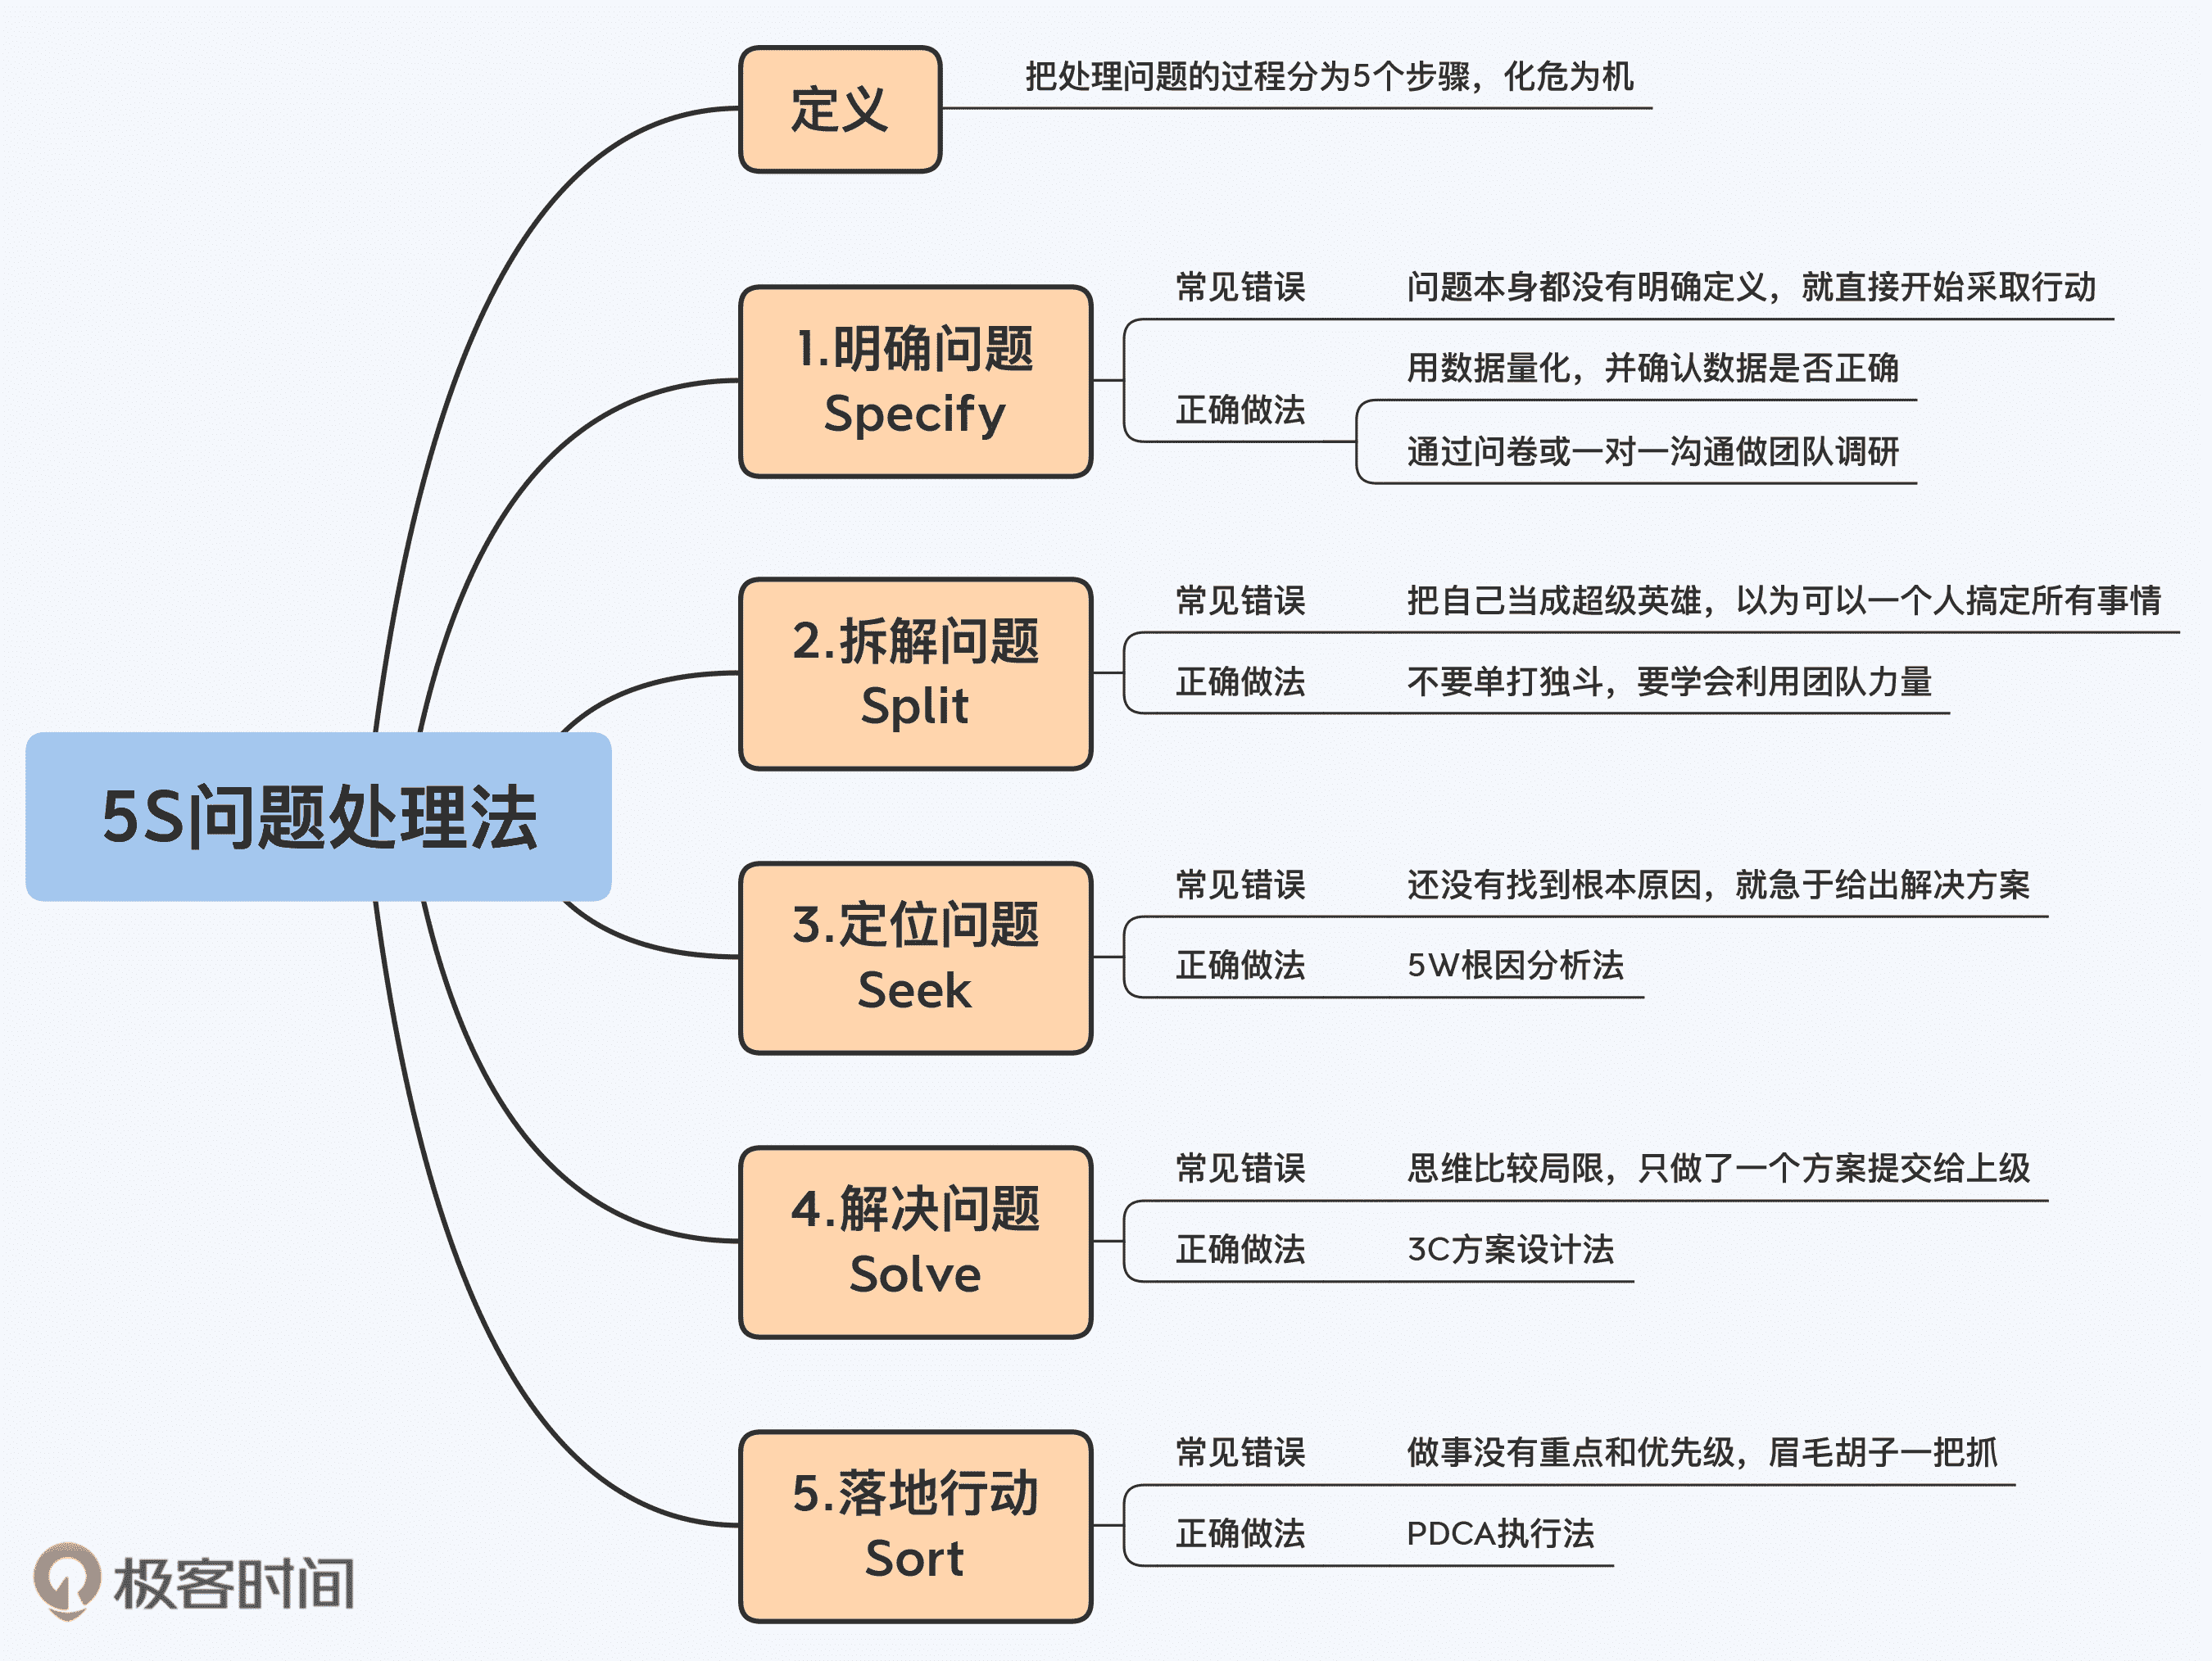 定义
把处理问题的过程分为5个步骤，化危为机
1.明确问题
Specify
常见错误 问题本身都没有明确定义，就直接开始采取行动
正确做法
用数据量化，并确认数据是否正确
通过问卷或一对一沟通做团队调研
2.拆解问题
Split
常见错误 把自己当成超级英雄，以为可以一个人搞定所有事情
正确做法 不要单打独斗，要学会利用团队力量
5S问题处理法
3.定位问题
Seek
常见错误 还没有找到根本原因，就急于给出解决方案
正确做法 5W根因分析法
4.解决问题
Solve
常见错误 思维比较局限，只做了一个方案提交给上级
正确做法 3C方案设计法
5.落地行动
Sort
常见错误 做事没有重点和优先级，眉毛胡子一把抓
正确做法 PDCA执行法
极客时间